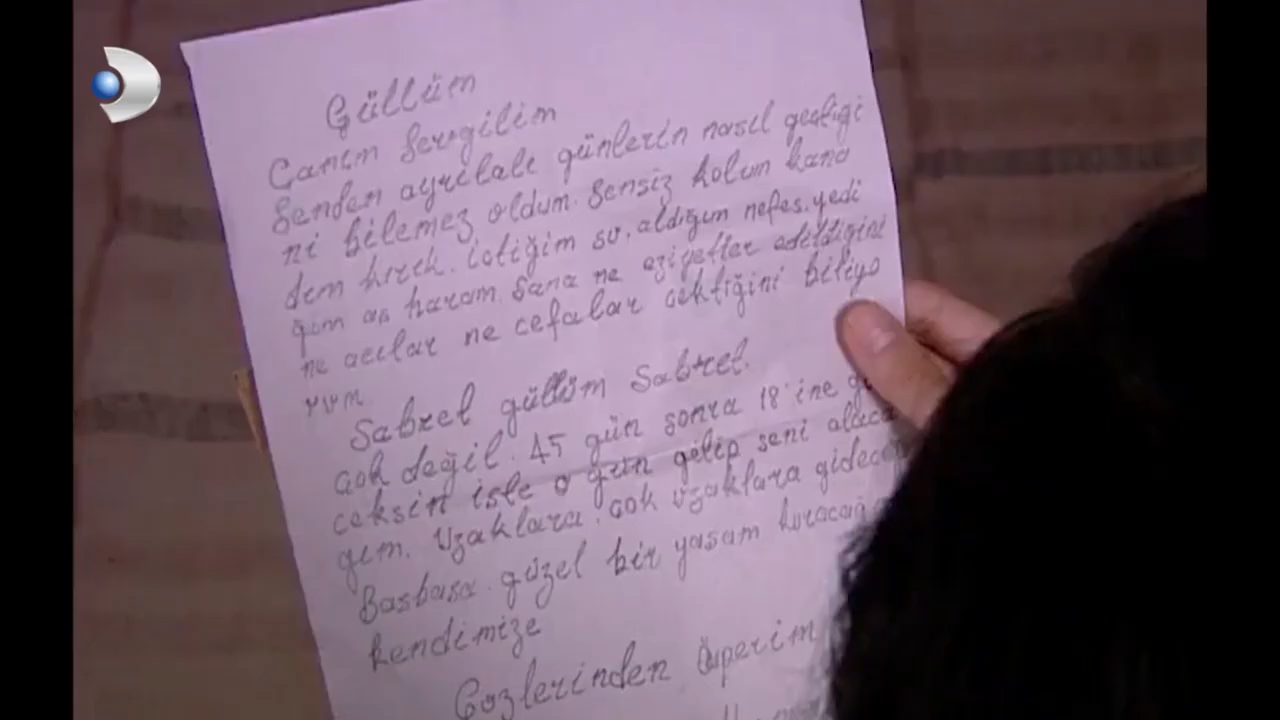 Güllüm
Canım Sevgilim
Senden ayrılalı günlerin nasıl geçtiği
ni bilemez oldum. Sensiz kolum kana
dım kırık. içtiğim su, aldığım nefes, yedi
ğim aş haram. Sana ne eziyetler edildiğini
ne acılar ne cefalar çektiğini biliyo
rum.
Sabret güllüm Sabret.
çok değil. 45 gün sonra 18'ine
ceksin işte o gün gelip seni alaca
ğım. Uzaklara, çok uzaklara gidece
Başbaşa güzel bir yaşam kuracağ
kendimize
Gözlerinden Öperim